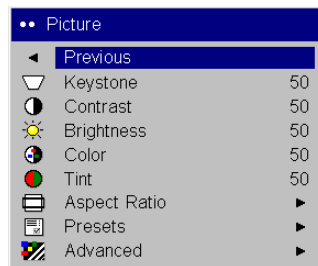 Picture
Previous
Keystone 50
Contrast 50
Brightness 50
Color 50
Tint 50
Aspect Ratio
Presets
Advanced